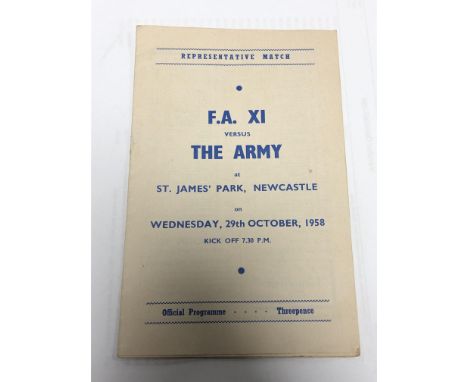 REPRESENTATIVE MATCH
F.A. XI
VERSUS
THE ARMY
at
ST. JAMES' PARK, NEWCASTLE
on
WEDNESDAY, 29th OCTOBER, 1958
KICK OFF 7.30 P.M.
Official Programme - - - - Threepence